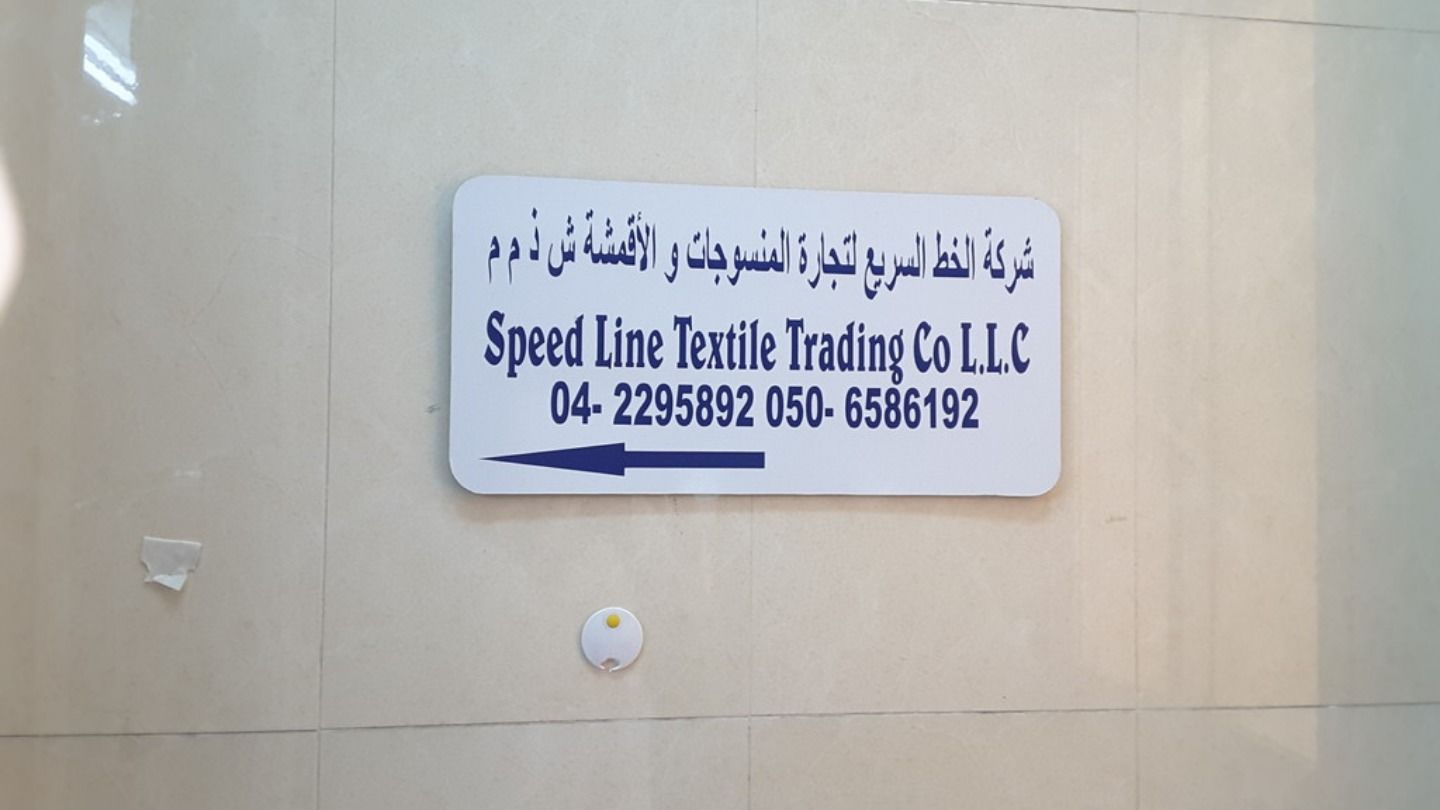 شركة الخط السريع لتجارة المنسوجات و الأقمشة ش ذ م م
Speed Line Textile Trading Co L.L.C
04- 2295892 050- 6586192